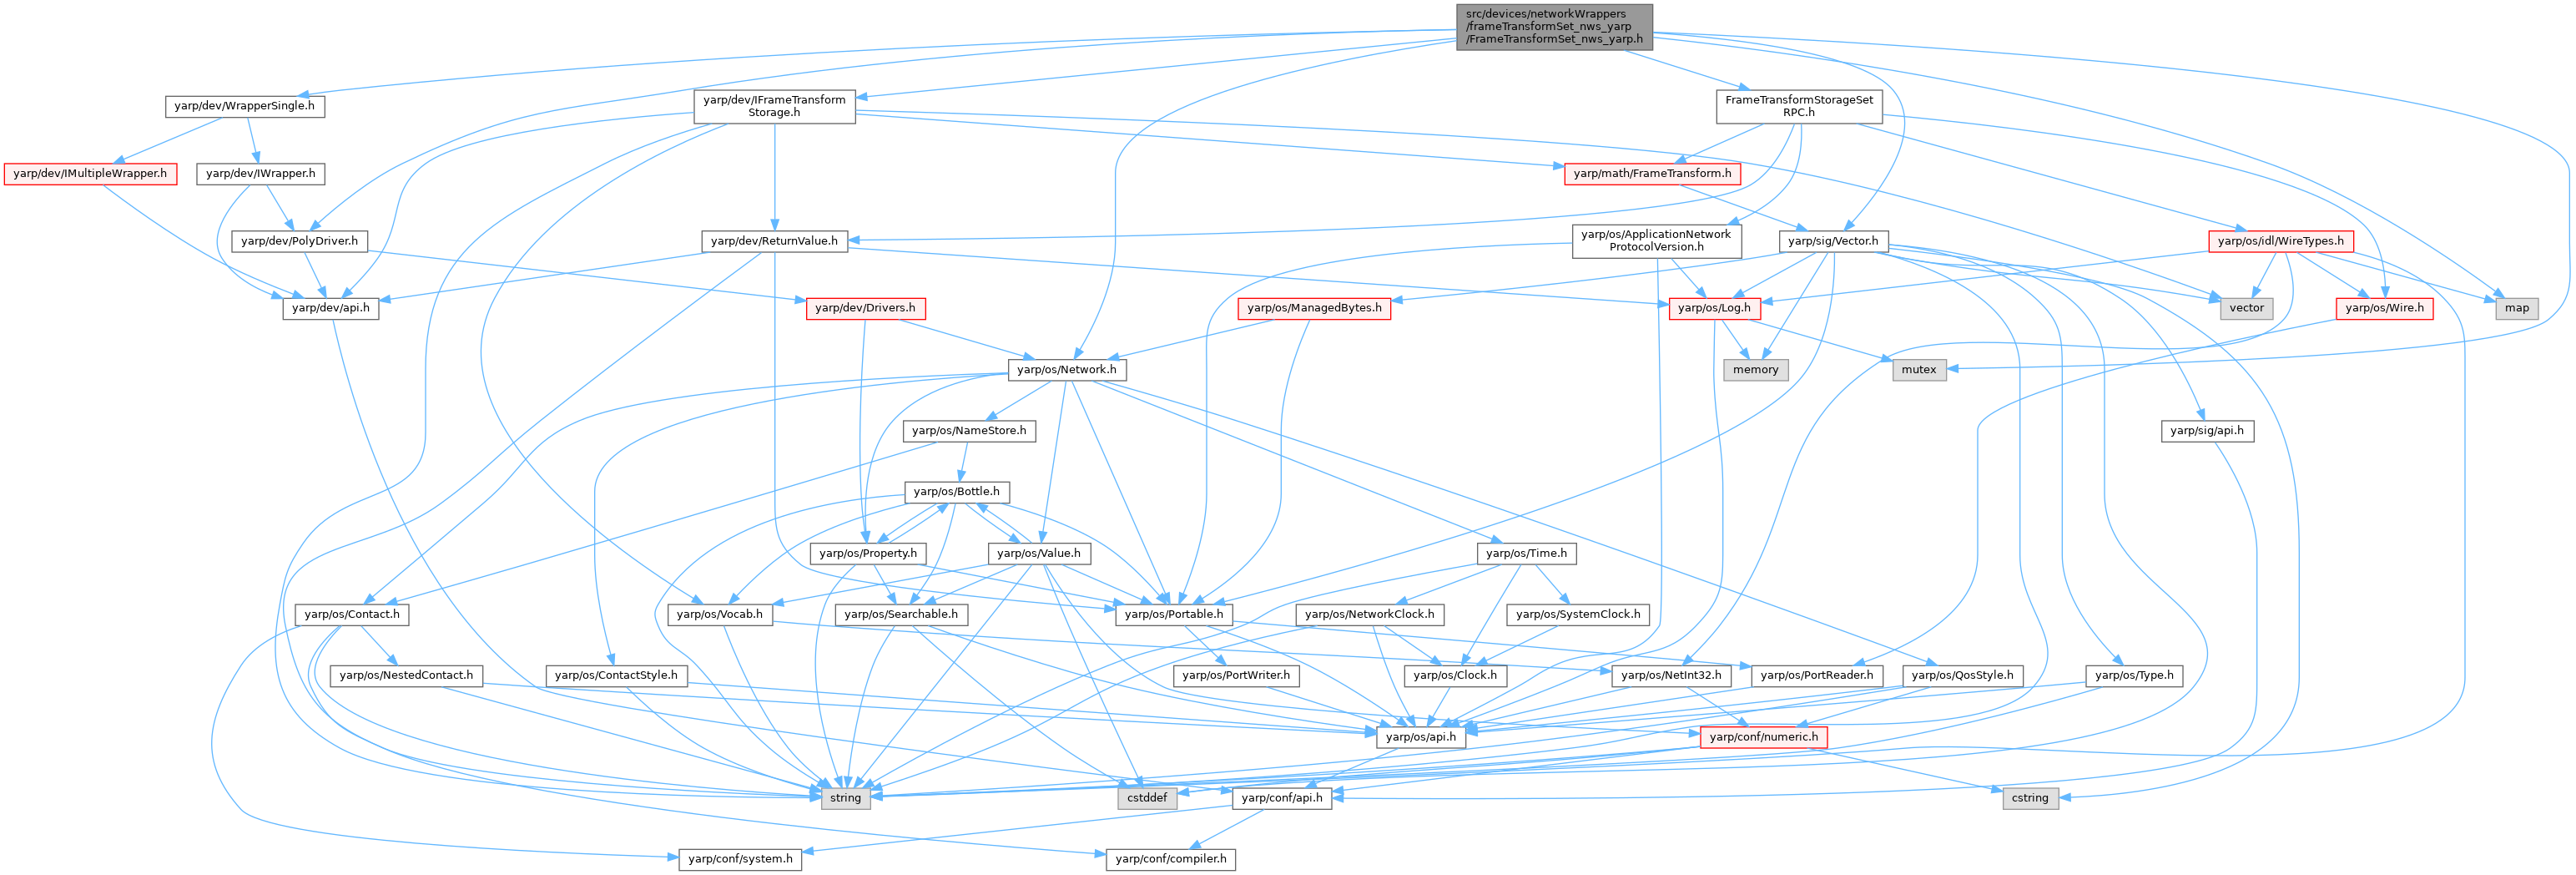 src/devices/networkWrappers
/frameTransformSet_nws_yarp
/FrameTransformSet_nws_yarp.h
yarp/dev/WrapperSingle.h
yarp/dev/IFrameTransform
Storage.h
FrameTransformStorageSet
RPC.h
yarp/dev/IMultipleWrapper.h
yarp/dev/IWrapper.h
yarp/math/FrameTransform.h
yarp/dev/PolyDriver.h
yarp/dev/ReturnValue.h
yarp/os/ApplicationNetwork
ProtocolVersion.h
yarp/sig/Vector.h
yarp/os/idl/WireTypes.h
yarp/dev/api.h
yarp/dev/Drivers.h
yarp/os/ManagedBytes.h
yarp/os/Log.h
vector
yarp/os/Wire.h
map
yarp/os/Network.h
memory
mutex
yarp/os/NameStore.h
yarp/sig/api.h
yarp/os/Bottle.h
yarp/os/Property.h
yarp/os/Value.h
yarp/os/Time.h
yarp/os/Contact.h
yarp/os/Vocab.h
yarp/os/Searchable.h
yarp/os/Portable.h
yarp/os/NetworkClock.h
yarp/os/SystemClock.h
yarp/os/NestedContact.h
yarp/os/ContactStyle.h
yarp/os/PortWriter.h
yarp/os/Clock.h
yarp/os/NetInt32.h
yarp/os/PortReader.h
yarp/os/QosStyle.h
yarp/os/Type.h
yarp/os/api.h
yarp/conf/numeric.h
string
cstddef
yarp/conf/api.h
cstring
yarp/conf/system.h
yarp/conf/compiler.h